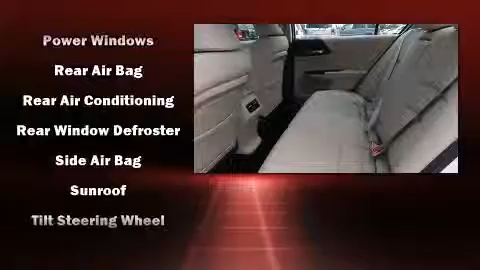 Power Windows
Rear Air Bag
Rear Air Conditioning
Rear Window Defroster
Side Air Bag
Sunroof
Tilt Steering Wheel